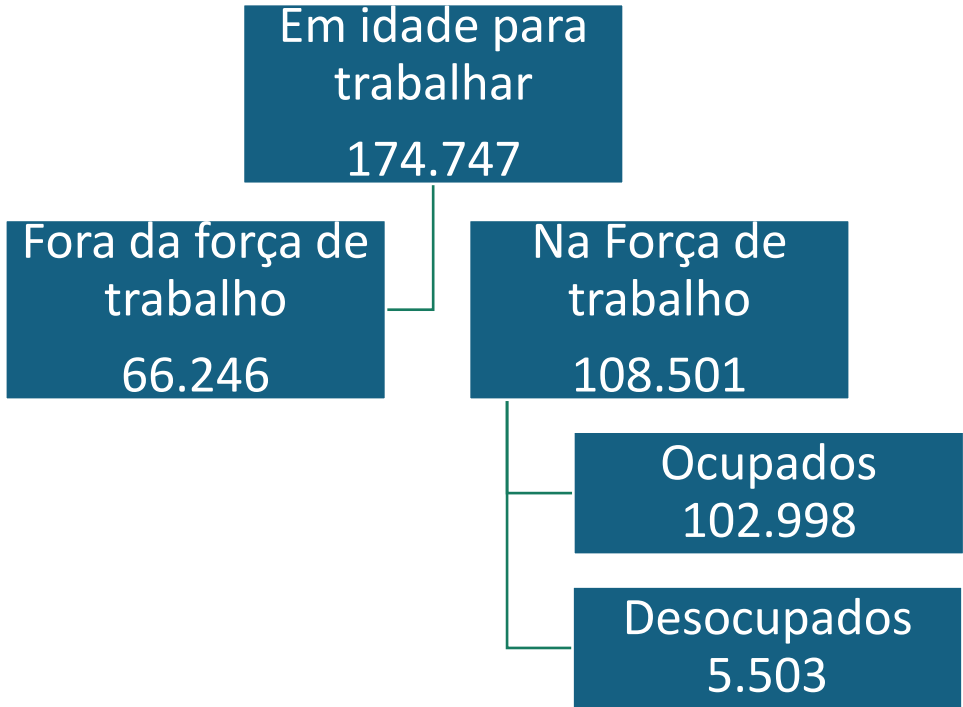 Em idade para
trabalhar
174.747
Fora da força de
trabalho
66.246
Na Força de
trabalho
108.501
Ocupados
102.998
Desocupados
5.503